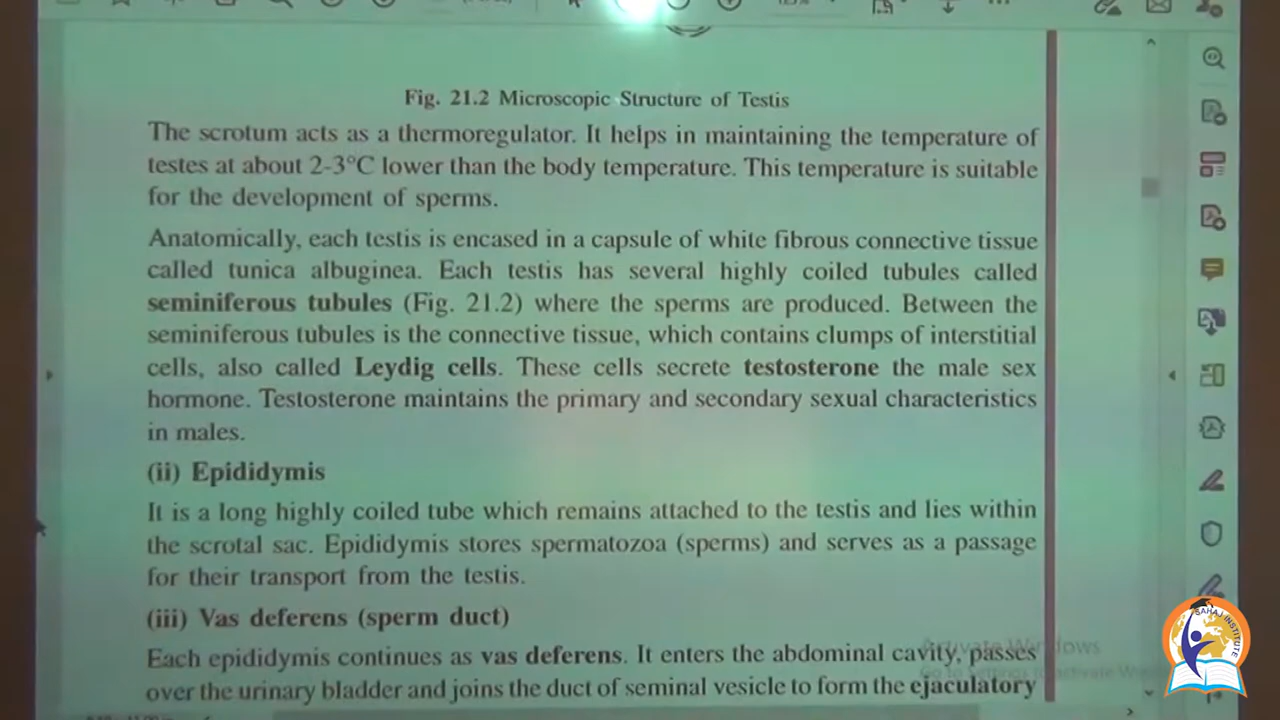 Fig. 21.2 Microscopic Structure of Testis
The scrotum acts as a thermoregulator. It helps in maintaining the temperature of
testes at about 2-3°C lower than the body temperature. This temperature is suitable
for the development of sperms.
Anatomically, each testis is encased in a capsule of white fibrous connective tissue
called tunica albuginea. Each testis has several highly coiled tubules called
seminiferous tubules (Fig. 21.2) where the sperms are produced. Between the
seminiferous tubules is the connective tissue, which contains clumps of interstitial
cells, also called Leydig cells. These cells secrete testosterone the male sex
hormone. Testosterone maintains the primary and secondary sexual characteristics
in males.
(ii) Epididymis
It is a long highly coiled tube which remains attached to the testis and lies within
the scrotal sac. Epididymis stores spermatozoa (sperms) and serves as a passage
for their transport from the testis.
(iii) Vas deferens (sperm duct)
Each epididymis continues as vas deferens. It enters the abdominal cavity, passes
over the urinary bladder and joins the duct of seminal vesicle to form the ejaculatory
Activate Windows
Go to Settings to activate
SAHAJ INSTITUTE